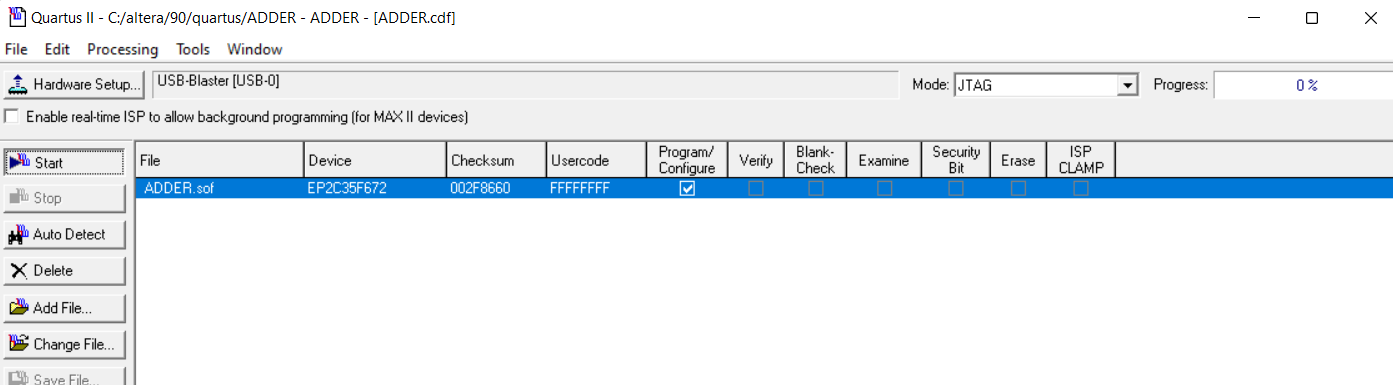 Quartus II - C:/altera/90/quartus/ADDER - ADDER - [ADDER.cdf]
File Edit Processing Tools Window
Hardware Setup... USB-Blaster [USB-0] Mode: JTAG Progress: 0 %
Enable real-time ISP to allow background programming (for MAX II devices)
Start
Stop
Auto Detect
Delete
Add File...
Change File...
Save File...
File Device Checksum Usercode Program/ Configure Verify Blank- Check Examine Security Bit Erase ISP CLAMP
ADDER.sof EP2C35F672 002F8660 FFFFFFFF